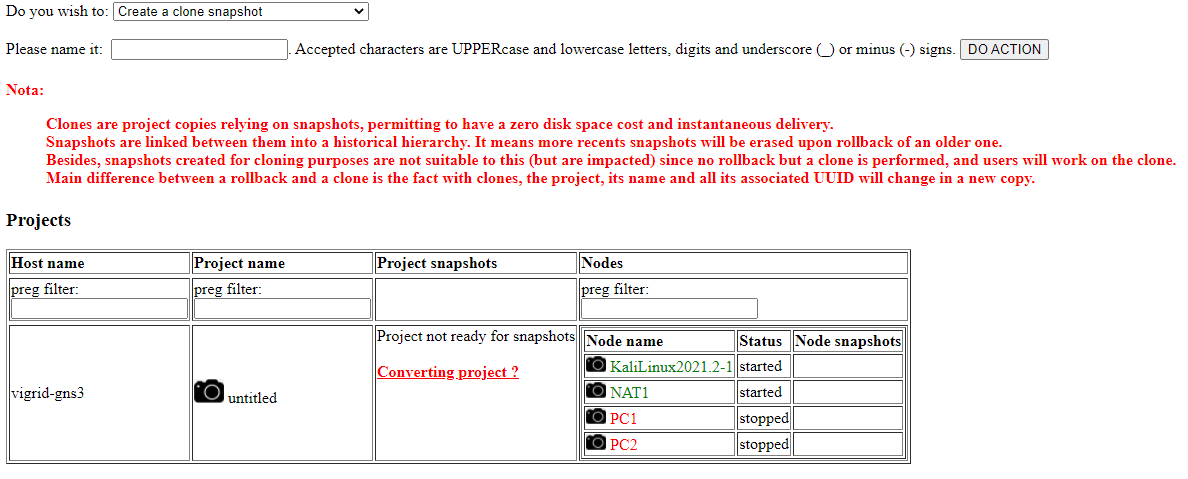 Do you wish to: Create a clone snapshot
Please name it: . Accepted characters are UPPERcase and lowercase letters, digits and underscore (_) or minus (-) signs. DO ACTION
Nota:
Clones are project copies relying on snapshots, permitting to have a zero disk space cost and instantaneous delivery.
Snapshots are linked between them into a historical hierarchy. It means more recents snapshots will be erased upon rollback of an older one.
Besides, snapshots created for cloning purposes are not suitable to this (but are impacted) since no rollback but a clone is performed, and users will work on the clone.
Main difference between a rollback and a clone is the fact with clones, the project, its name and all its associated UUID will change in a new copy.
Projects
Host name Project name Project snapshots Nodes
preg filter: preg filter: preg filter:
Project not ready for snapshots
Converting project ?
vigrid-gns3
untitled
Node name Status Node snapshots
KaliLinux2021.2-1 started
NAT1 started
PC1 stopped
PC2 stopped